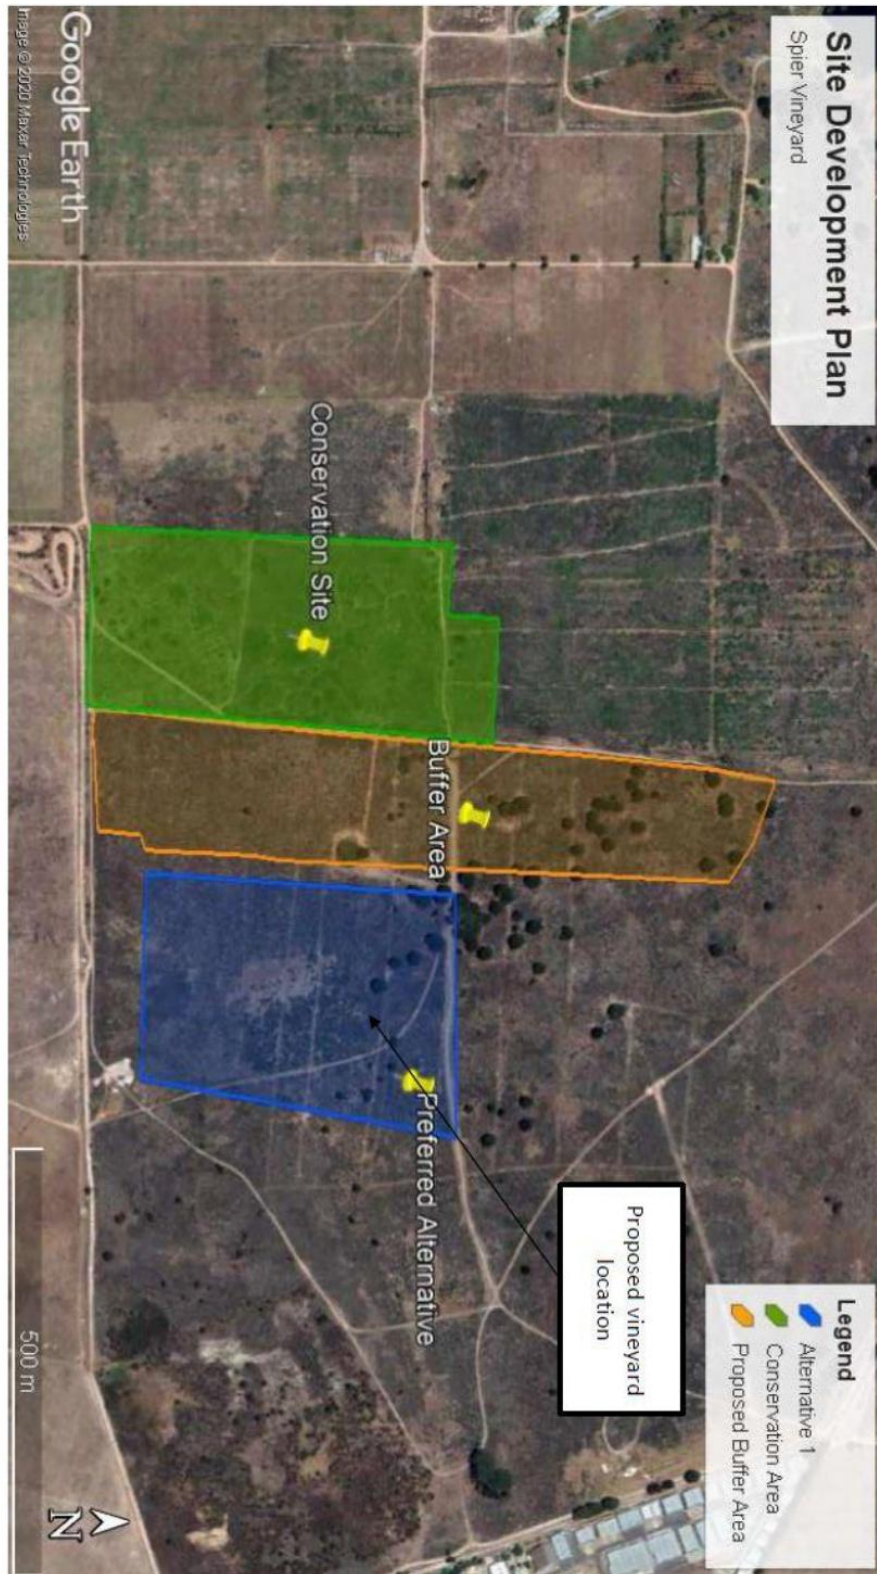 Site Development Plan
Spier Vineyard
Legend
Alternative 1
Conservation Area
Proposed Buffer Area
Proposed vineyard
location
Conservation Site
Buffer Area
Preferred Alternative
Google Earth
Image © 2020 Maxar Technologies
500 m
N